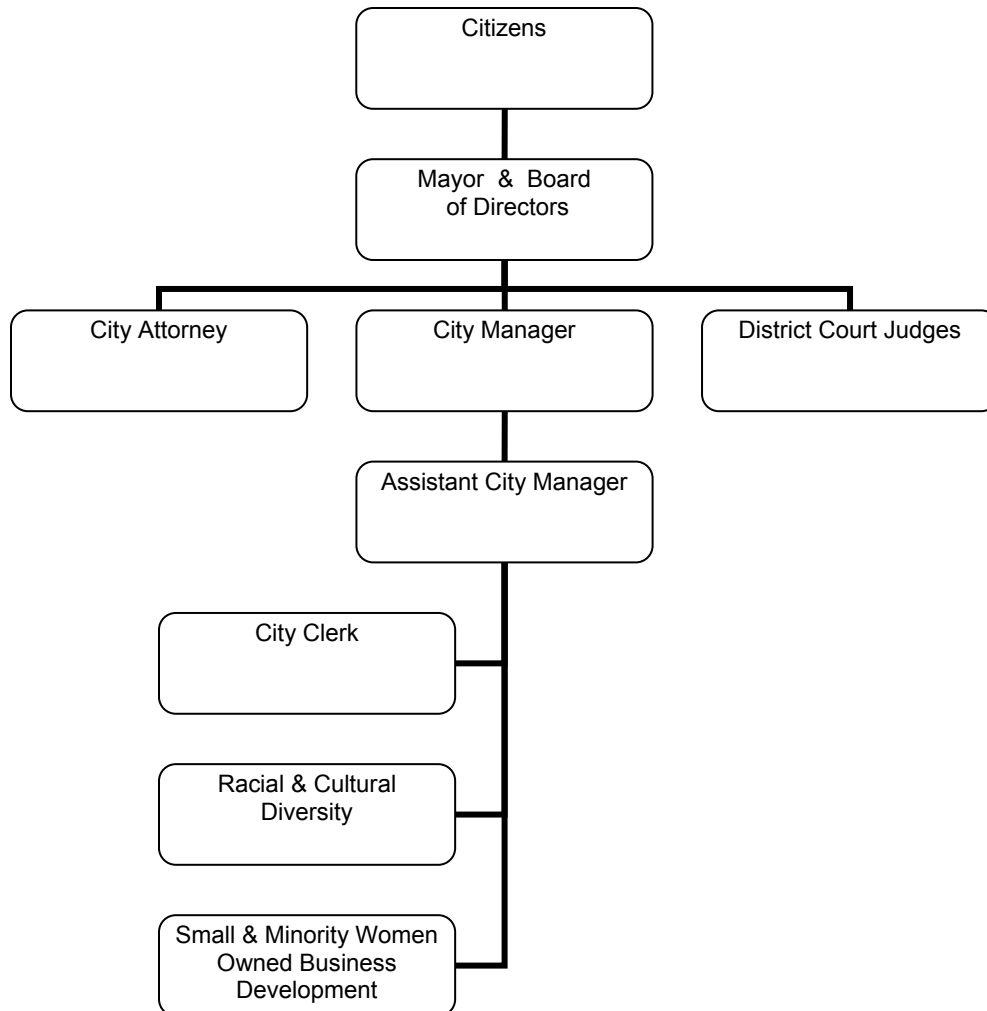 Citizens
Mayor & Board
of Directors
City Attorney
City Manager
District Court Judges
Assistant City Manager
City Clerk
Racial & Cultural
Diversity
Small & Minority Women
Owned Business
Development